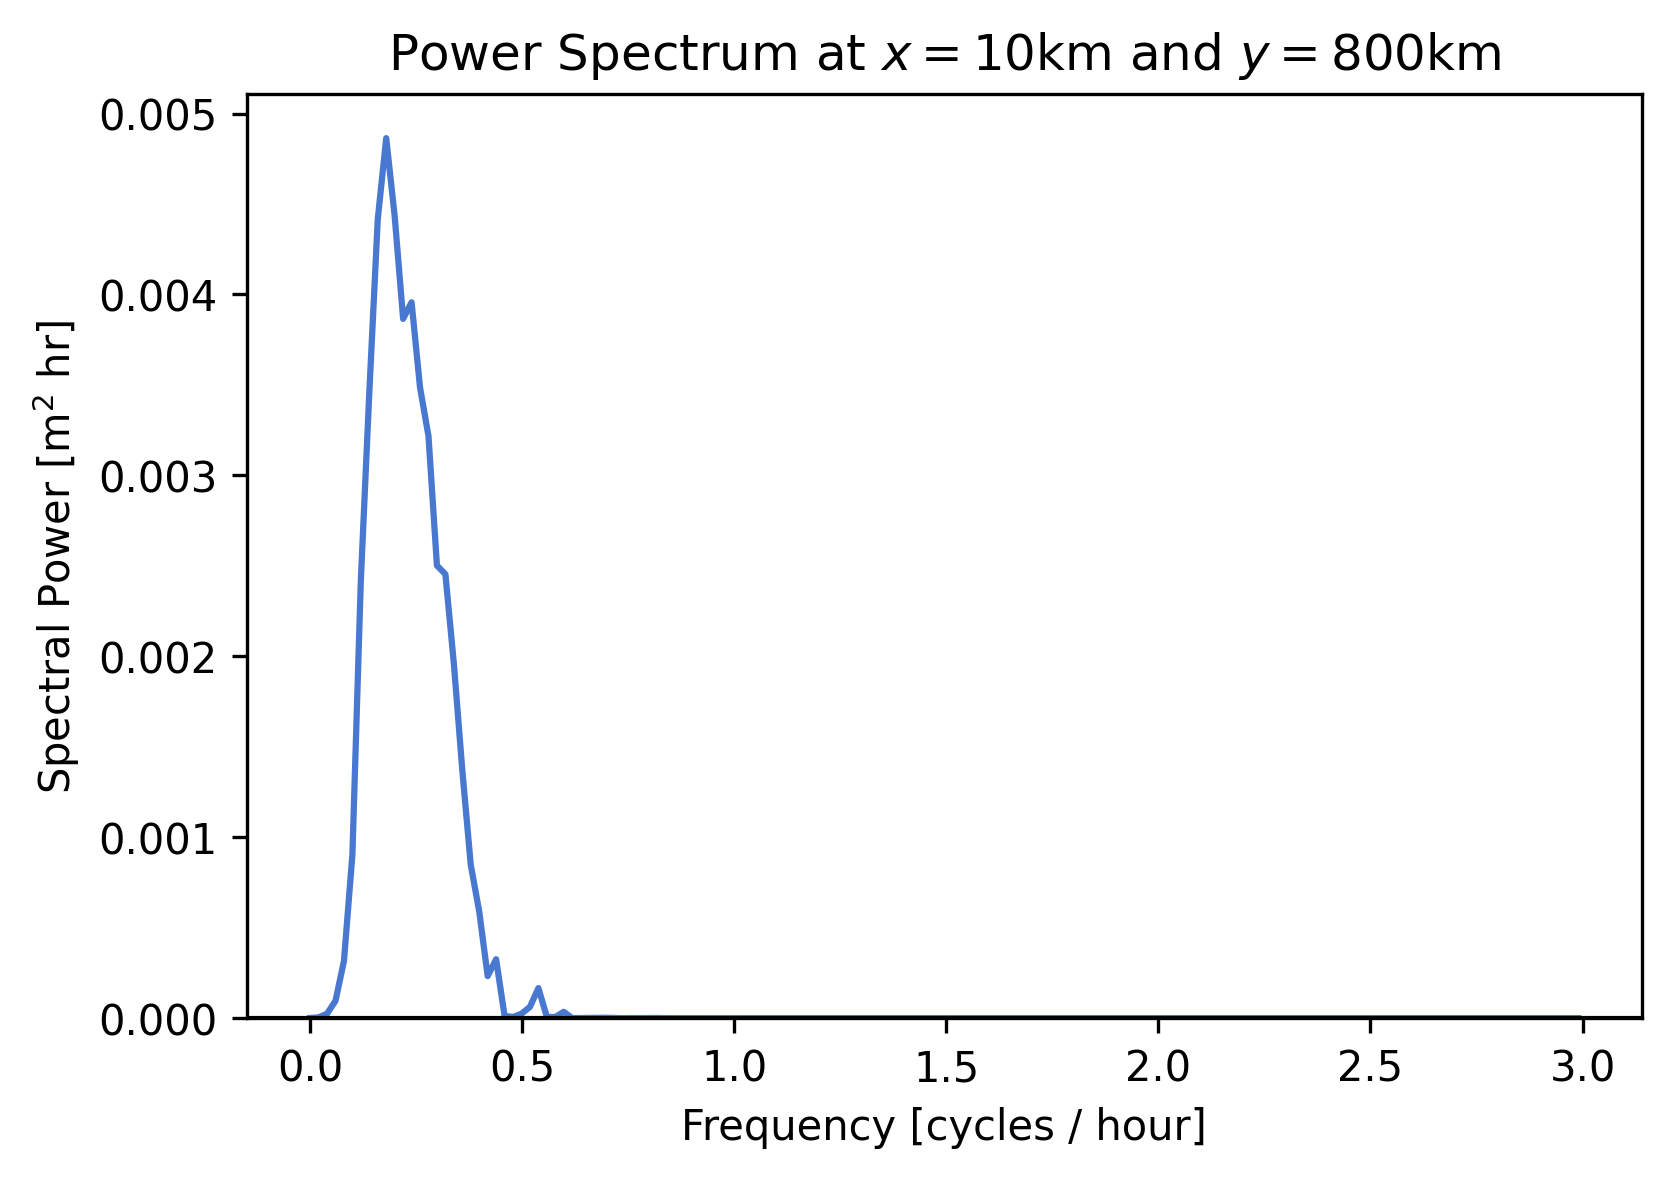 Power Spectrum at x = 10km and y = 800km
0.005
0.004
0.003
0.002
0.001
0.000
Spectral Power [m² hr]
0.0 0.5 1.0 1.5 2.0 2.5 3.0
Frequency [cycles / hour]